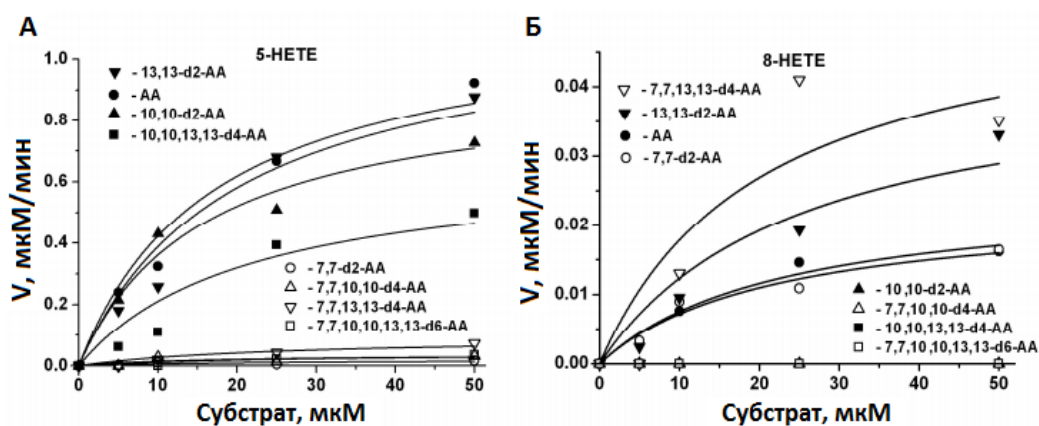 А
5-HETE
V, мкМ/мин
1.0
0.8
0.6
0.4
0.2
0.0
- 13,13-d2-AA
- AA
- 10,10-d2-AA
- 10,10,13,13-d4-AA
- 7,7-d2-AA
- 7,7,10,10-d4-AA
- 7,7,13,13-d4-AA
- 7,7,10,10,13,13-d6-AA
0 10 20 30 40 50
Субстрат, мкМ
Б
8-HETE
V, мкМ/мин
0.04
0.03
0.02
0.01
0.00
- 7,7,13,13-d4-AA
- 13,13-d2-AA
- AA
- 7,7-d2-AA
- 10,10-d2-AA
- 7,7,10,10-d4-AA
- 10,10,13,13-d4-AA
- 7,7,10,10,13,13-d6-AA
0 10 20 30 40 50
Субстрат, мкМ